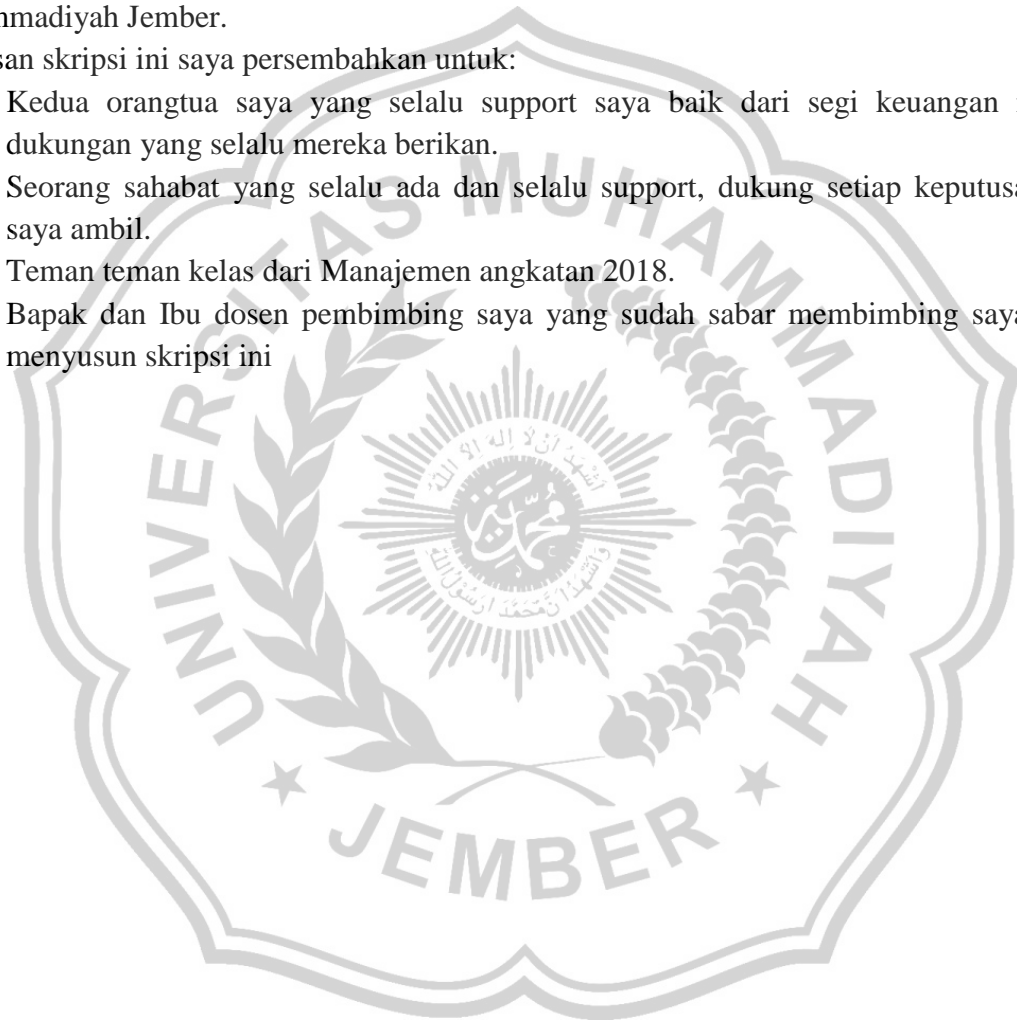 hmadiyah Jember.
san skripsi ini saya persembahkan untuk:
Kedua orangtua saya yang selalu support saya baik dari segi keuangan
dukungan yang selalu mereka berikan.
Seorang sahabat yang selalu ada dan selalu support, dukung setiap keputusa
saya ambil.
Teman teman kelas dari Manajemen angkatan 2018.
Bapak dan Ibu dosen pembimbing saya yang sudah sabar membimbing saya
menyusun skripsi ini
UNIVERSITAS MUHAMMADIYAH
JEMBER